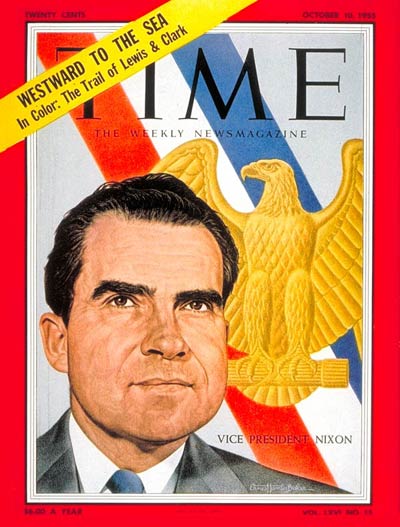 TWENTY CENTS
OCTOBER 10, 1955
WESTWARD TO THE SEA
In Color: The Trail of Lewis & Clark
TIME
THE WEEKLY NEWSMAGAZINE
VICE PRESIDENT NIXON
$6.00 A YEAR
VOL. LXVI NO. 15